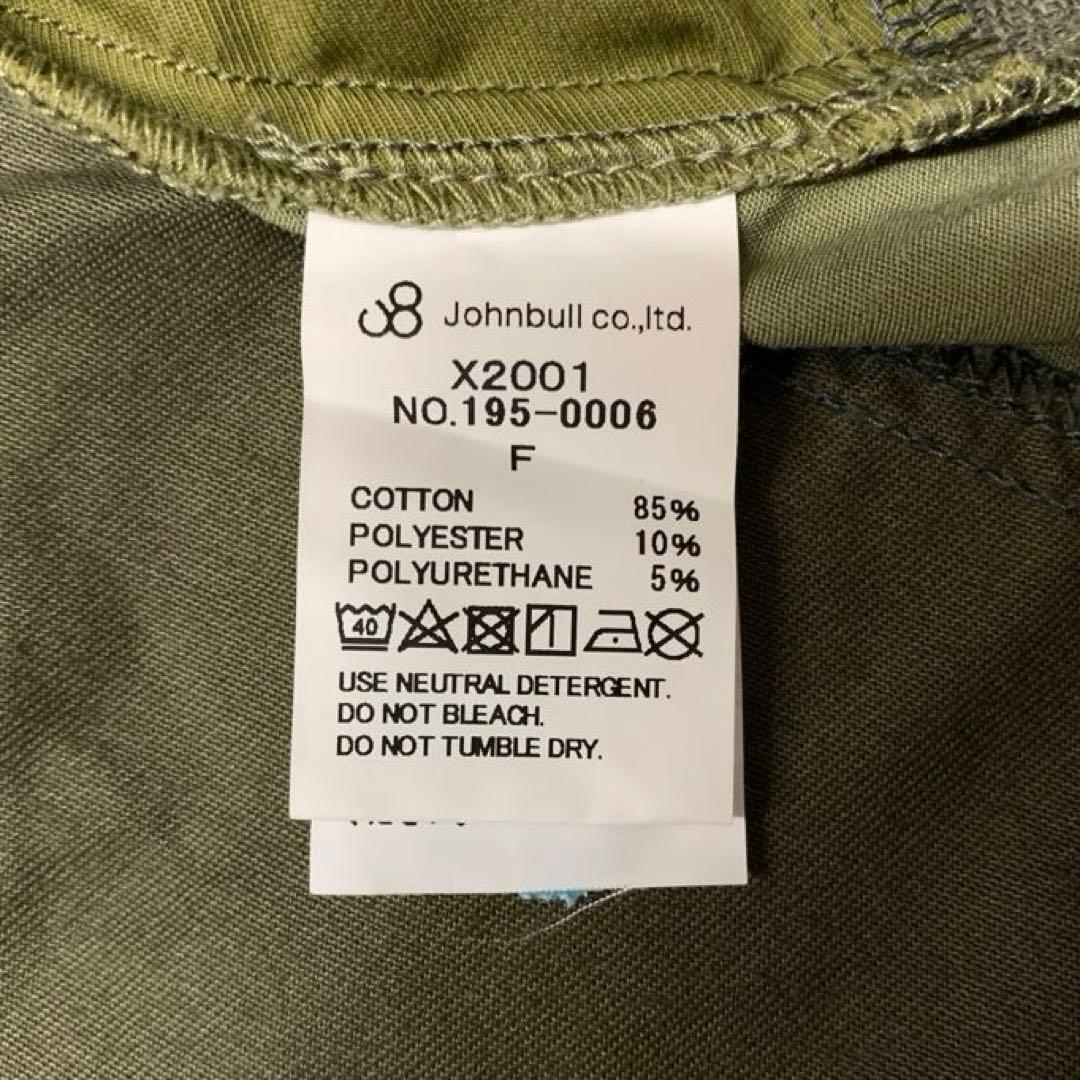 Johnbull co.,ltd.
X2001
NO.195-0006
F
COTTON 85%
POLYESTER 10%
POLYURETHANE 5%
40
USE NEUTRAL DETERGENT.
DO NOT BLEACH.
DO NOT TUMBLE DRY.